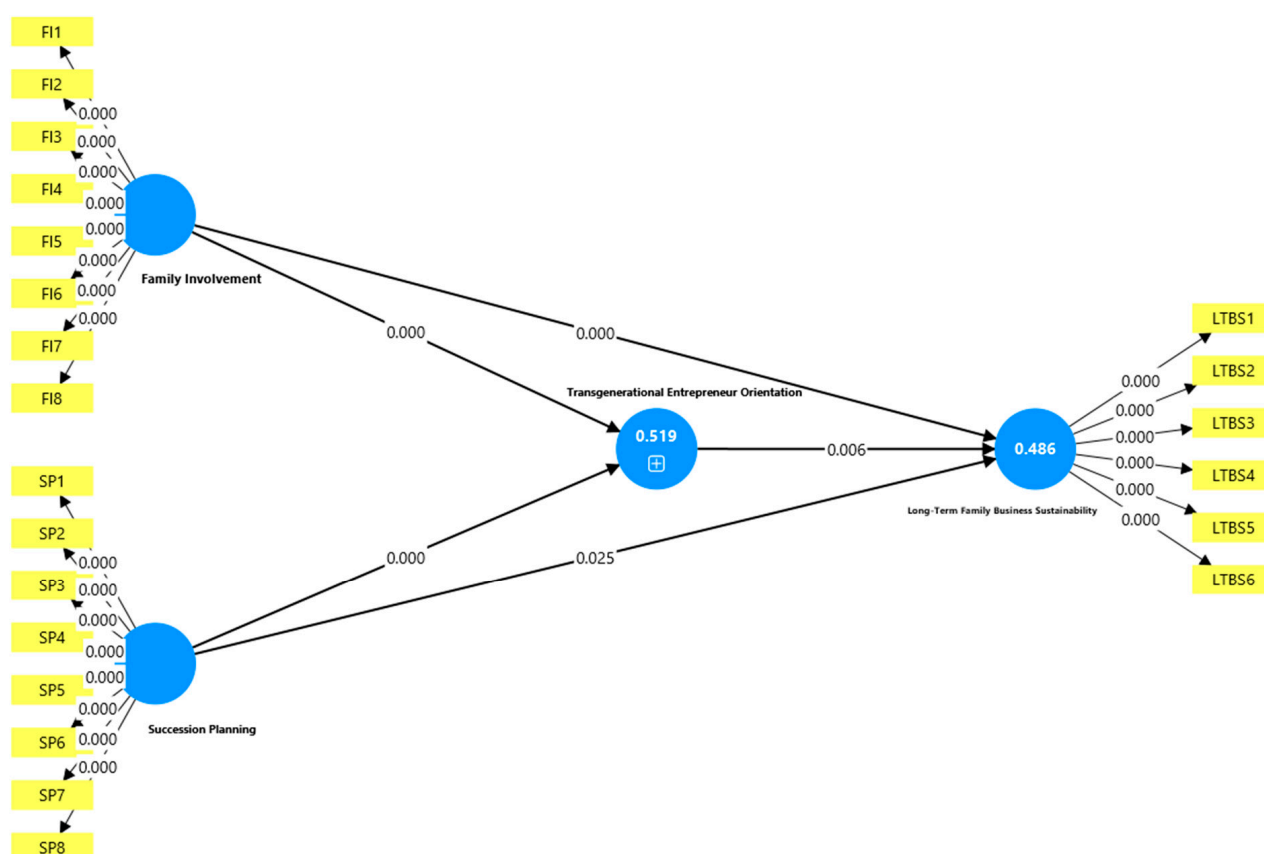 FI1
FI2
FI3
FI4
FI5
FI6
FI7
FI8
0.000
0.000
0.000
0.000
0.000
0.000
0.000
0.000
Family Involvement
0.000
0.000
Transgenerational Entrepreneur Orientation
0.519
0.006
0.486
Long-Term Family Business Sustainability
0.000
0.025
LTBS1
LTBS2
LTBS3
LTBS4
LTBS5
LTBS6
0.000
0.000
0.000
0.000
0.000
0.000
SP1
SP2
SP3
SP4
SP5
SP6
SP7
SP8
0.000
0.000
0.000
0.000
0.000
0.000
0.000
0.000
Succession Planning